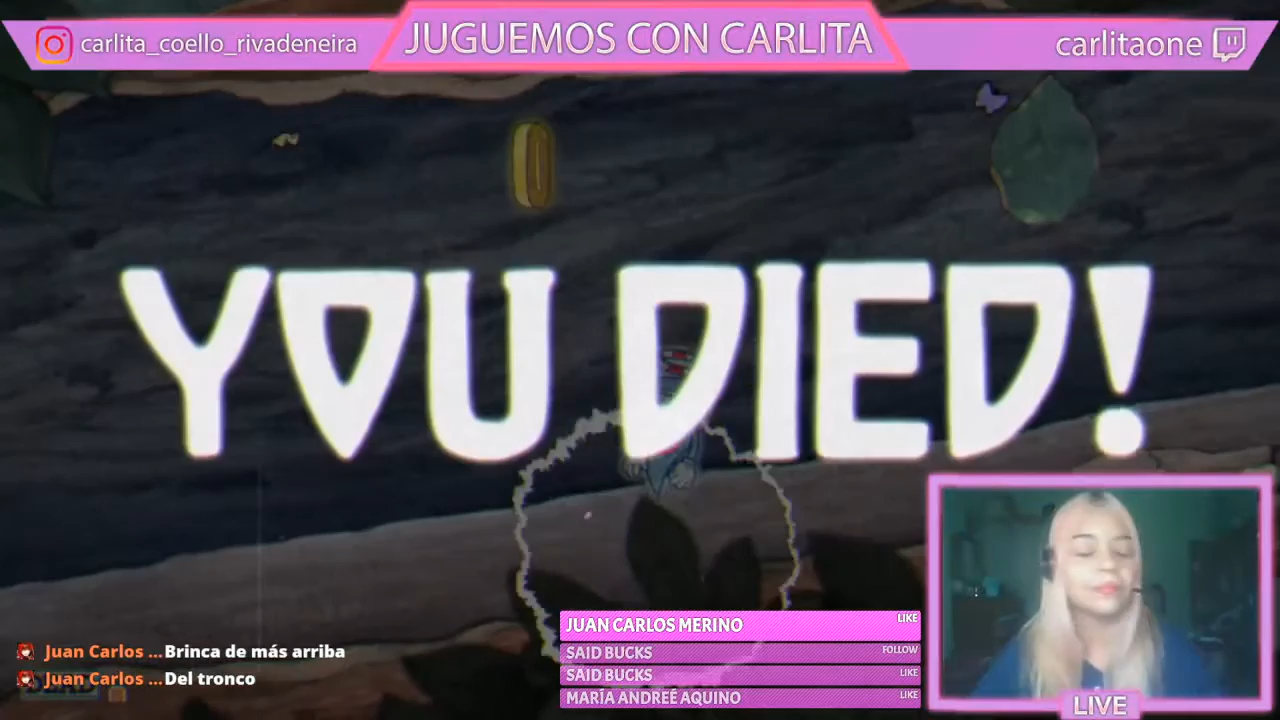 carlita_coello_rivadeneira
JUGUEMOS CON CARLITA
carlitaone
YOU DIED!
Juan Carlos ... Brinca de más arriba
Juan Carlos ... Del tronco
DEAD
JUAN CARLOS MERINO LIKE
SAID BUCKS FOLLOW
SAID BUCKS LIKE
MARÍA ANDREÉ AQUINO LIKE
LIVE